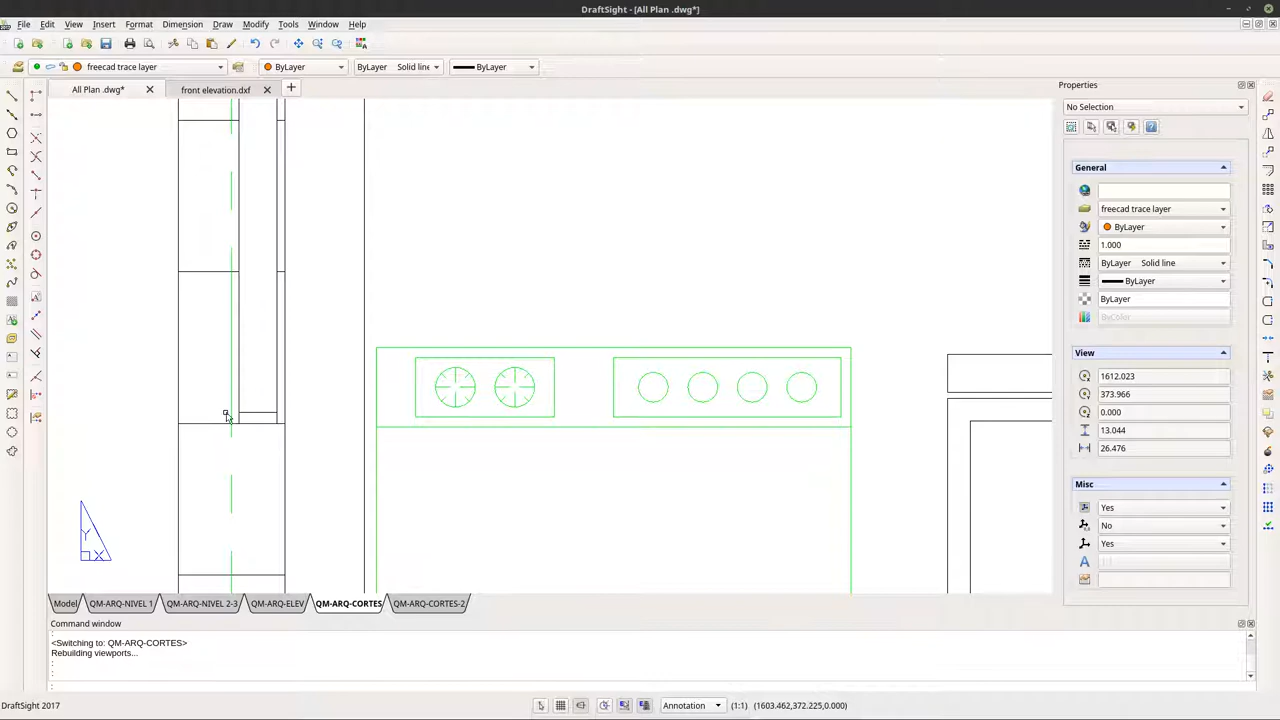 DraftSight - [All Plan .dwg*]
File Edit View Insert Format Tools Dimension Draw Modify Window Help
freecad trace layer ByLayer ByLayer Solid line ByLayer
All Plan .dwg* front elevation.dxf
Properties
No Selection
General
freecad trace layer
ByLayer
1.000
ByLayer Solid line
ByLayer
ByLayer
ByColor
View
1612.023
373.966
0.000
13.044
26.476
Misc
Yes
No
Yes
Y
X
Model QM-ARQ-NIVEL 1 QM-ARQ-NIVEL 2-3 QM-ARQ-ELEV QM-ARQ-CORTES QM-ARQ-CORTES-2
Command window
:
<Switching to: QM-ARQ-CORTES>
Rebuilding viewports...
:
:
:
DraftSight 2017 Annotation (1:1) (1603.462,372.225,0.000)